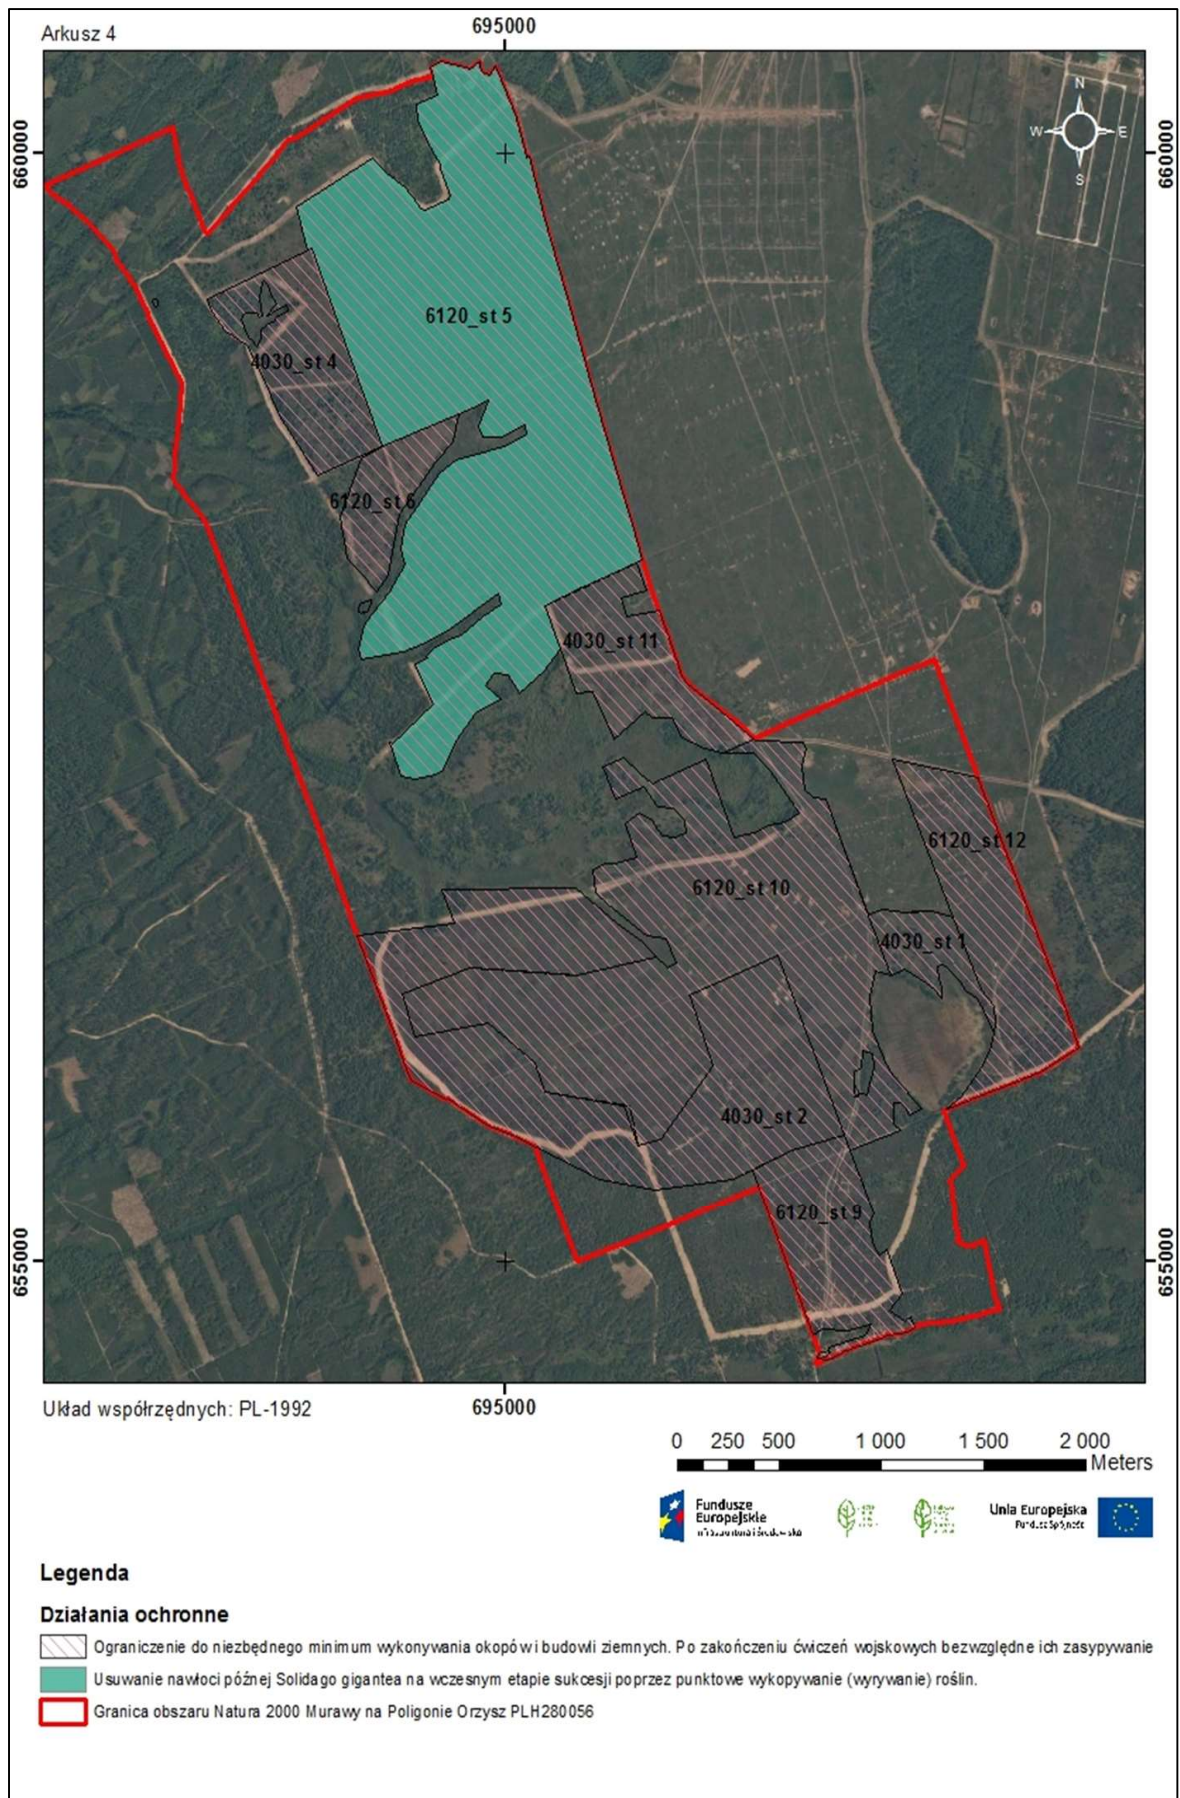 Arkusz 4
695000
660000
660000
N
W E
S
6120_st 5
4030_st 4
6120_st 6
4030_st 11
6120_st 12
6120_st 10
4030_st 1
4030_st 2
6120_st 9
655000
655000
Układ współrzędnych: PL-1992
695000
0 250 500 1 000 1 500 2 000
Meters
Fundusze
Europejskie
Infrastruktura i Środowisko
Unia Europejska
Fundusz Spójności
Legenda
Działania ochronne
Ograniczenie do niezbędnego minimum wykonywania okopów i budowli ziemnych. Po zakończeniu ćwiczeń wojskowych bezwzględne ich zasypywanie
Usuwanie nawłoci późnej Solidago gigantea na wczesnym etapie sukcesji poprzez punktowe wykopywanie (wyrywanie) roślin.
Granica obszaru Natura 2000 Murawy na Poligonie Orzysz PLH280056